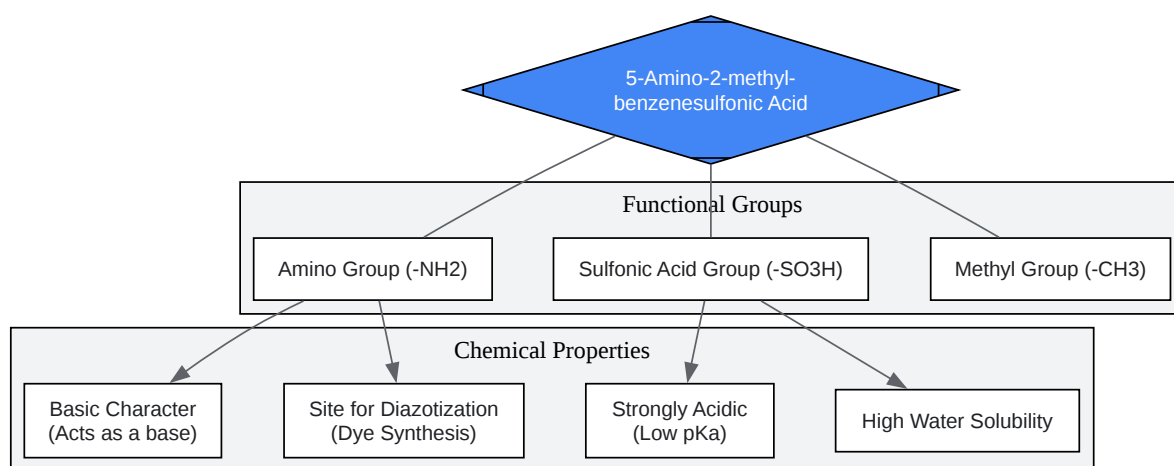 5-Amino-2-methyl-
benzenesulfonic Acid
Functional Groups
Amino Group (-NH2)
Sulfonic Acid Group (-SO3H)
Methyl Group (-CH3)
Chemical Properties
Basic Character
(Acts as a base)
Site for Diazotization
(Dye Synthesis)
Strongly Acidic
(Low pKa)
High Water Solubility